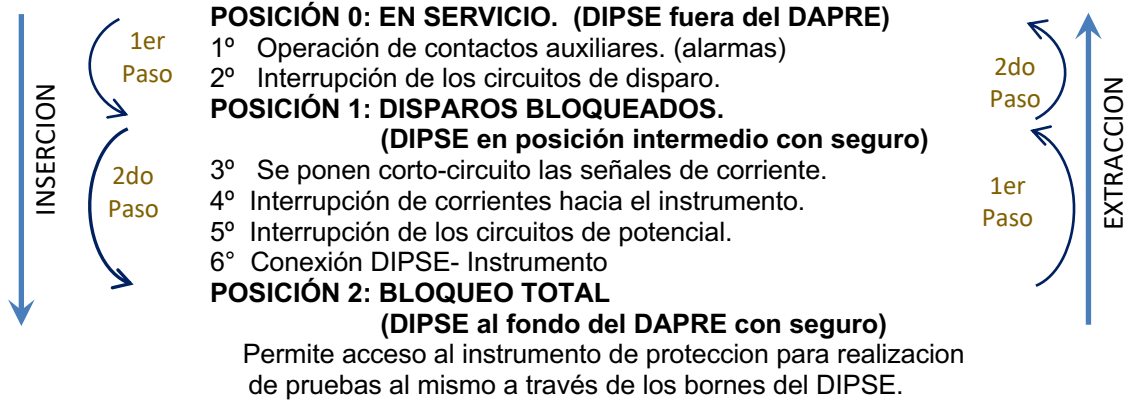 INSERCION
1er
Paso
2do
Paso
POSICIÓN 0: EN SERVICIO. (DIPSE fuera del DAPRE)
1º Operación de contactos auxiliares. (alarmas)
2º Interrupción de los circuitos de disparo.
POSICIÓN 1: DISPAROS BLOQUEADOS.
(DIPSE en posición intermedio con seguro)
3º Se ponen corto-circuito las señales de corriente.
4º Interrupción de corrientes hacia el instrumento.
5º Interrupción de los circuitos de potencial.
6° Conexión DIPSE- Instrumento
POSICIÓN 2: BLOQUEO TOTAL
(DIPSE al fondo del DAPRE con seguro)
Permite acceso al instrumento de proteccion para realizacion
de pruebas al mismo a través de los bornes del DIPSE.
2do
Paso
1er
Paso
EXTRACCION